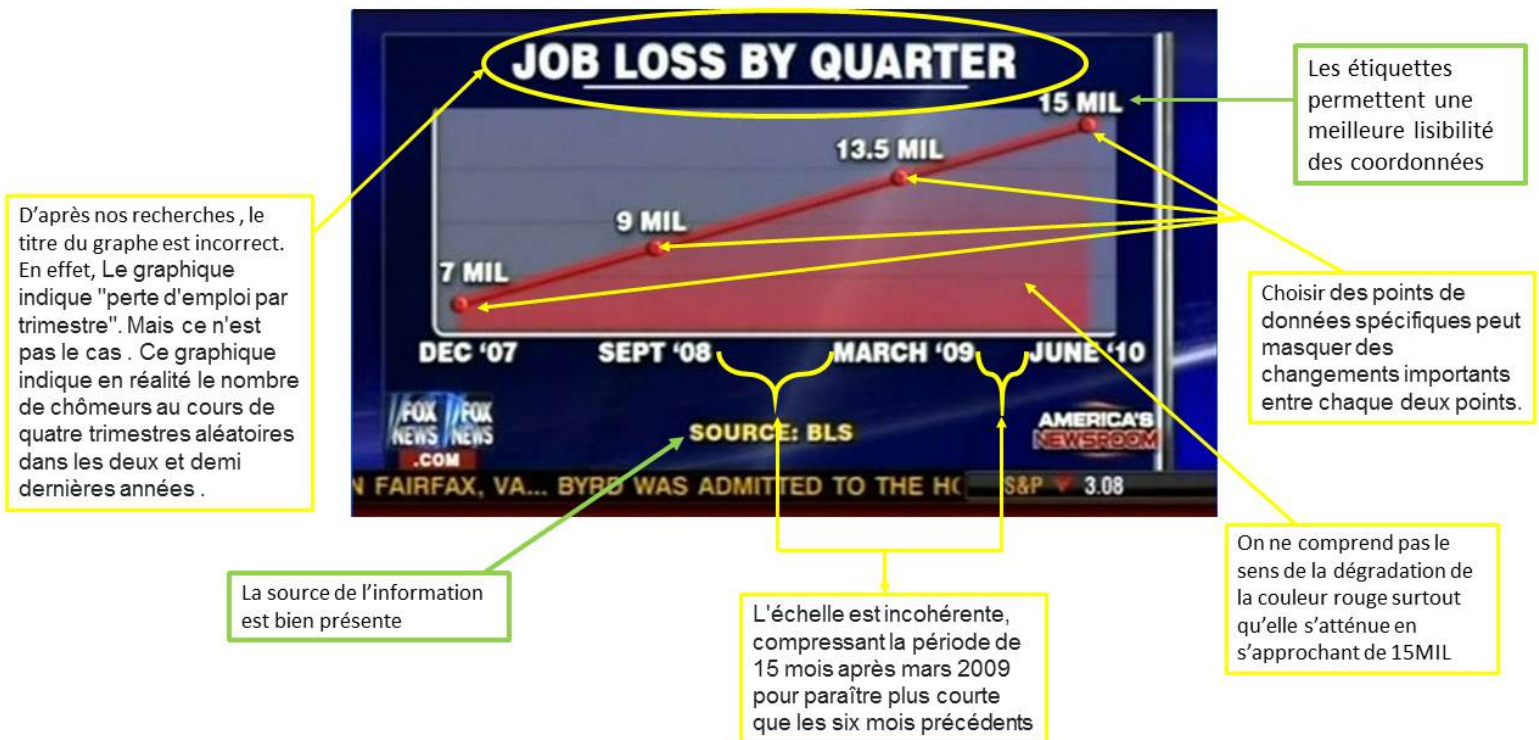 JOB LOSS BY QUARTER
15 MIL
13.5 MIL
9 MIL
7 MIL
DEC ‘07 SEPT ‘08 MARCH ‘09 JUNE ‘10
FOX NEWS FOX NEWS
.COM
SOURCE: BLS
AMERICA'S
NEWSROOM
N FAIRFAX, VA... BYRD WAS ADMITTED TO THE HO S&P 3.08
Les étiquettes
permettent une
meilleure lisibilité
des coordonnées
D’après nos recherches , le
titre du graphe est incorrect.
En effet, Le graphique
indique "perte d'emploi par
trimestre". Mais ce n'est
pas le cas . Ce graphique
indique en réalité le nombre
de chômeurs au cours de
quatre trimestres aléatoires
dans les deux et demi
dernières années .
Choisir des points de
données spécifiques peut
masquer des
changements importants
entre chaque deux points.
La source de l’information
est bien présente
L'échelle est incohérente,
compressant la période de
15 mois après mars 2009
pour paraître plus courte
que les six mois précédents
On ne comprend pas le
sens de la dégradation de
la couleur rouge surtout
qu’elle s’atténue en
s’approchant de 15MIL